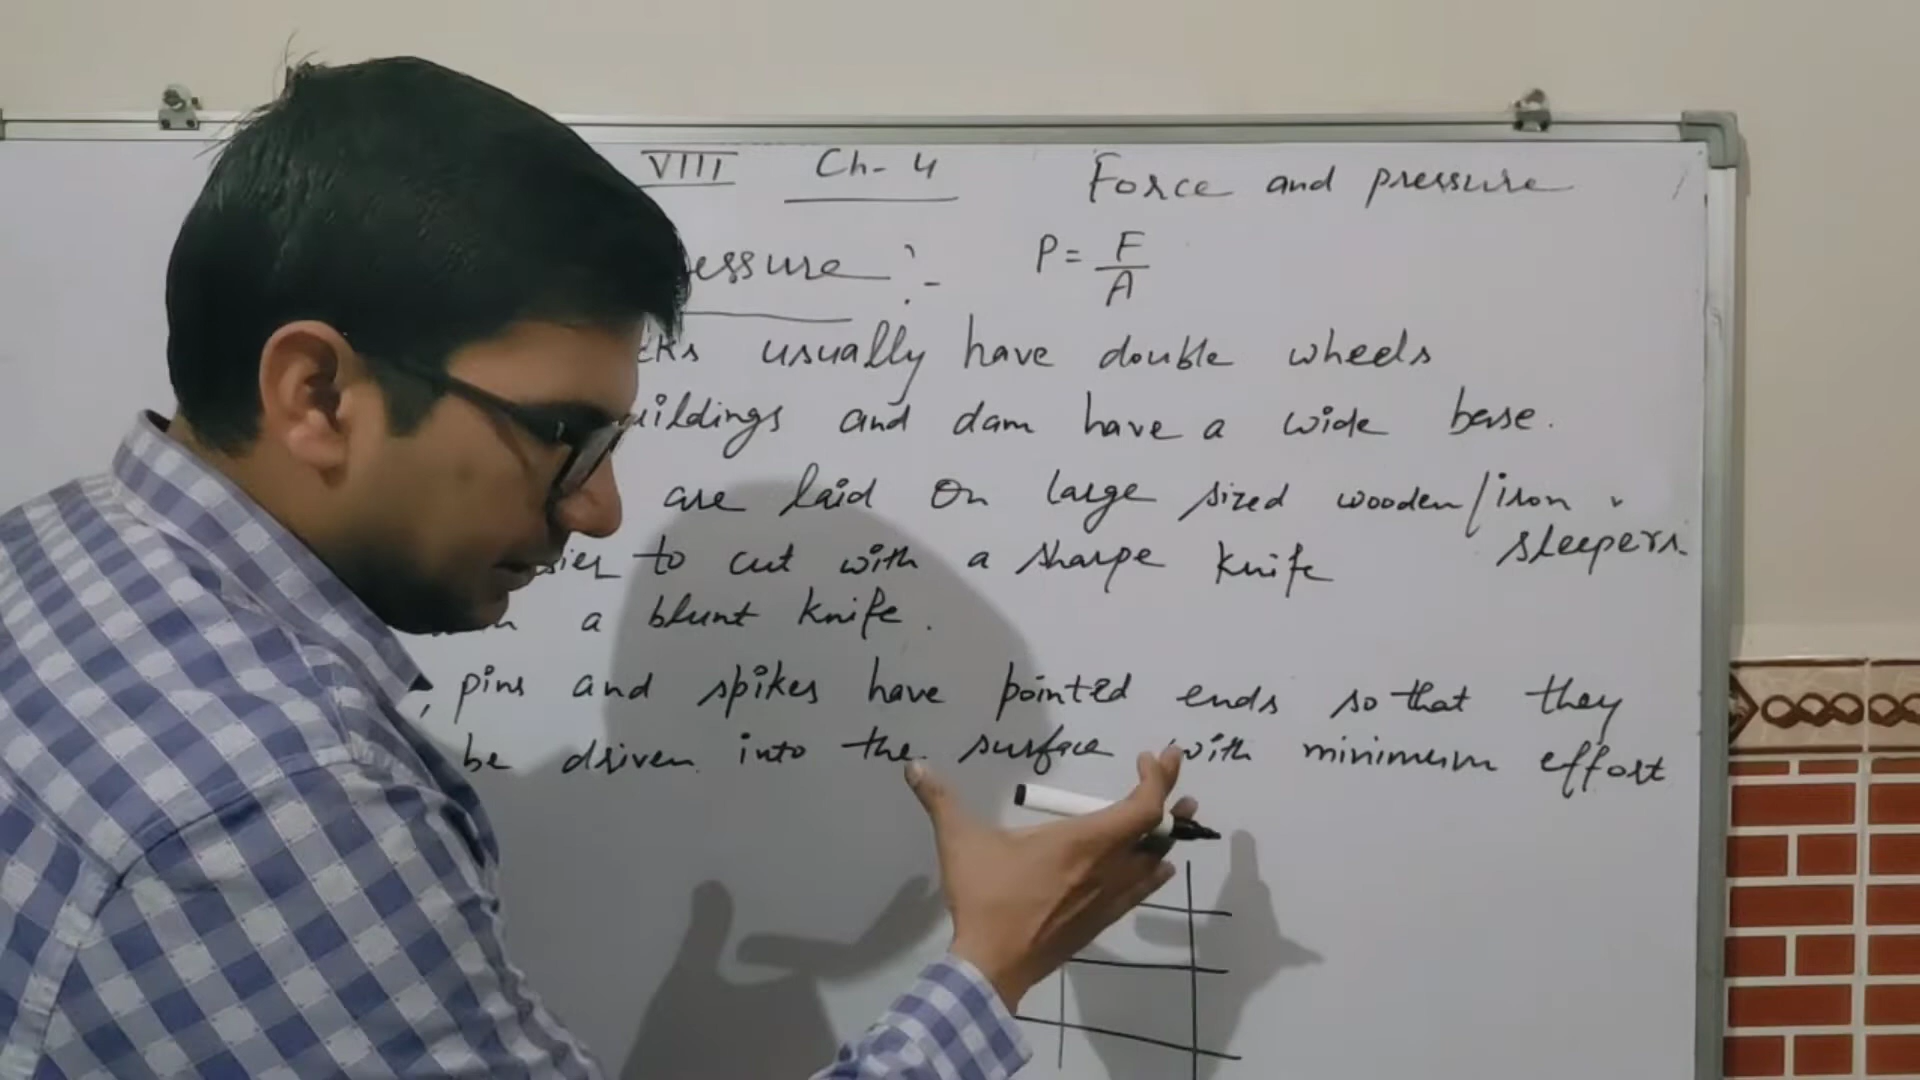 VIII Ch- 4 Force and pressure
P = F/A
usually have double wheels
and dam have a wide base.
are laid on large sized wooden/iron
sleepers.
to cut with a sharpe knife
a blunt knife.
pins and spikes have pointed ends so that they
be driven into the surface with minimum effort